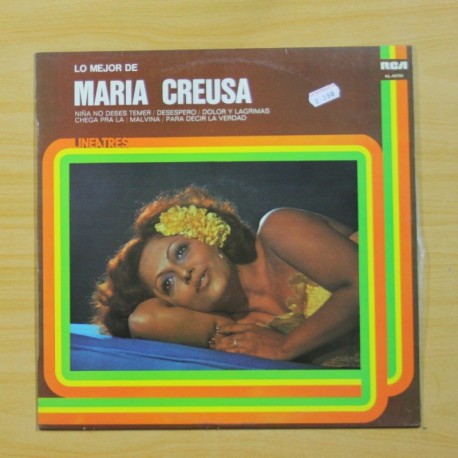 LO MEJOR DE
MARIA CREUSA
NIÑA NO DEBES TEMER / DESESPERO / DOLOR Y LAGRIMAS
CHEGA PRA LA / MALVINA / PARA DECIR LA VERDAD
LINEATRES
RCA